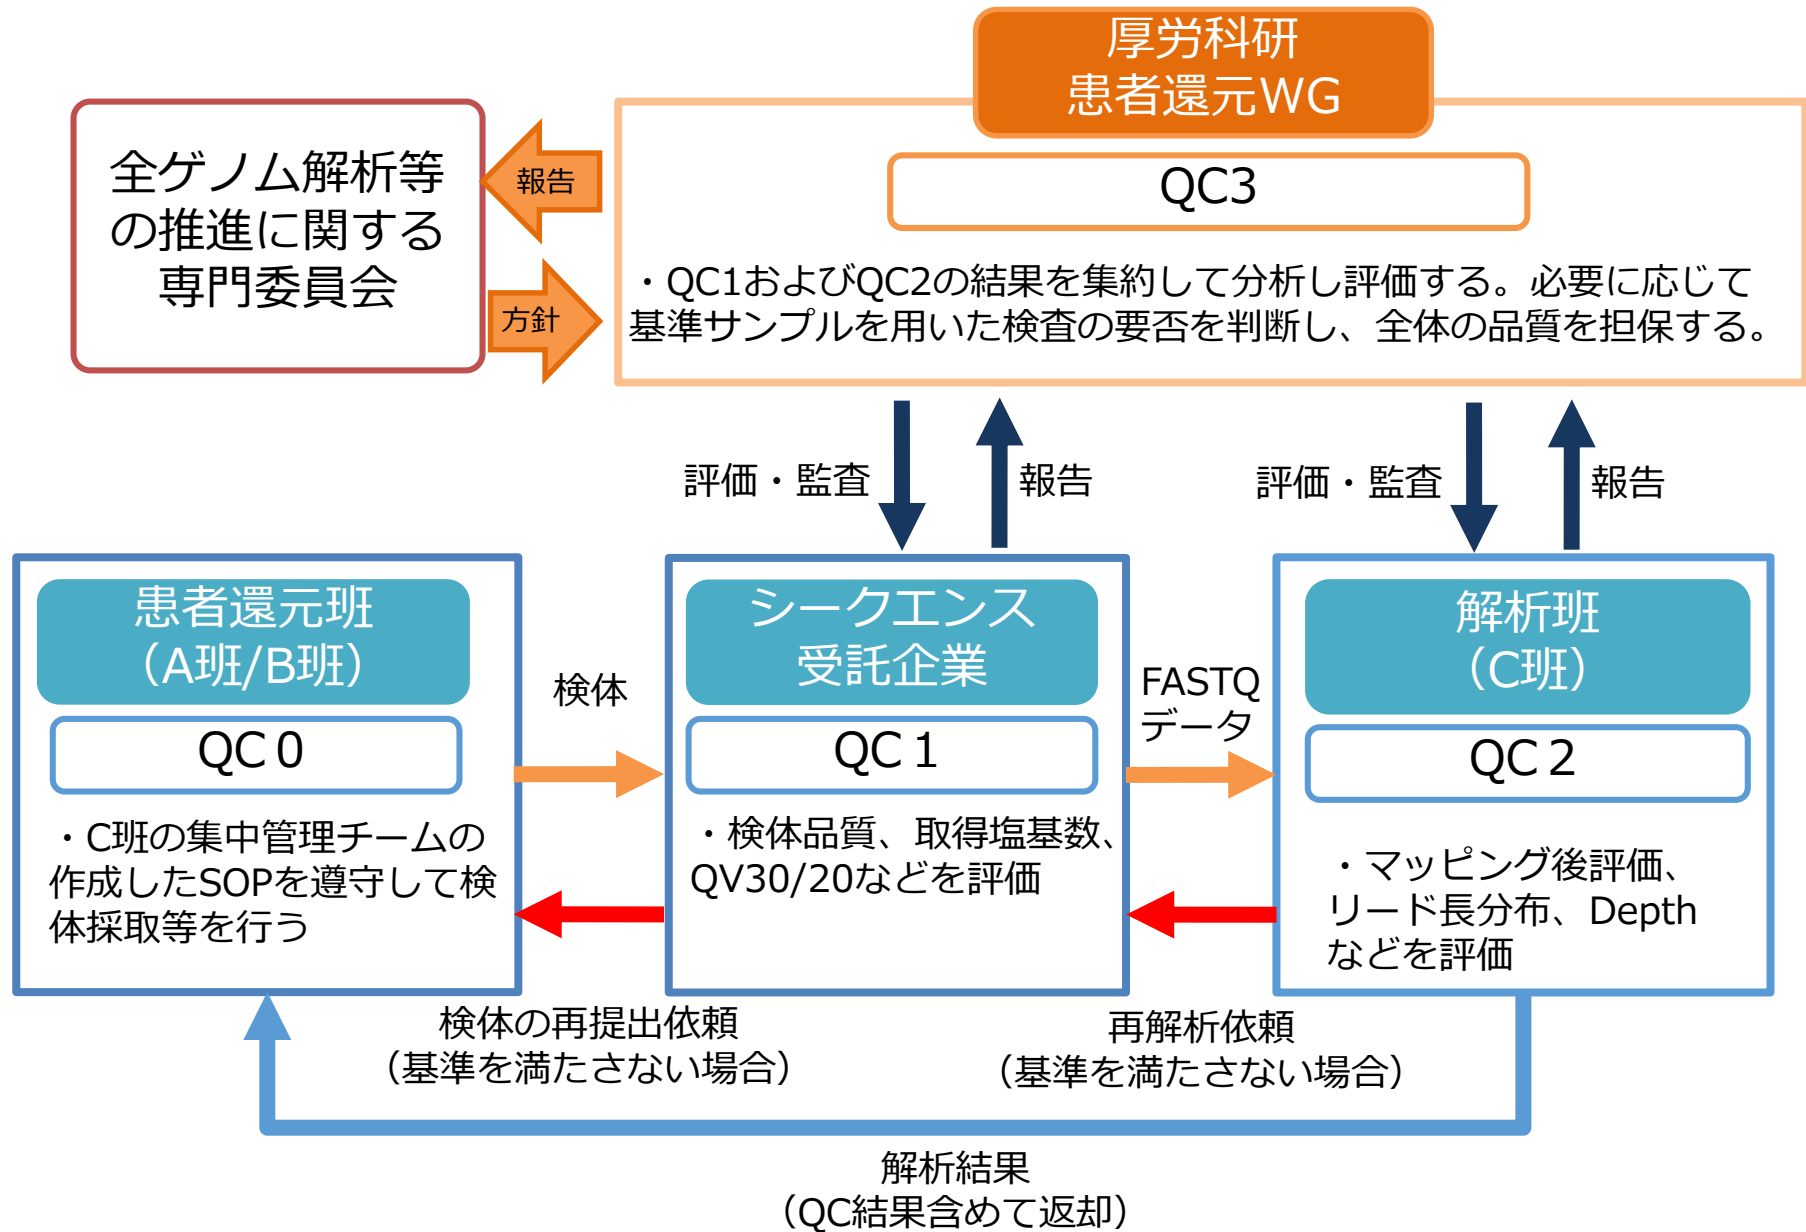 厚労科研
患者還元WG
全ゲノム解析等
の推進に関する
専門委員会
報告
方針
QC3
・QC1およびQC2の結果を集約して分析し評価する。必要に応じて
基準サンプルを用いた検査の要否を判断し、全体の品質を担保する。
評価・監査
報告
評価・監査
報告
患者還元班
（A班/B班）
QC０
・C班の集中管理チームの
作成したSOPを遵守して検
体採取等を行う
検体
シークエンス
受託企業
QC１
・検体品質、取得塩基数、
QV30/20などを評価
FASTQ
データ
解析班
（C班）
QC２
・マッピング後評価、
リード長分布、Depth
などを評価
検体の再提出依頼
（基準を満たさない場合）
再解析依頼
（基準を満たさない場合）
解析結果
（QC結果含めて返却）